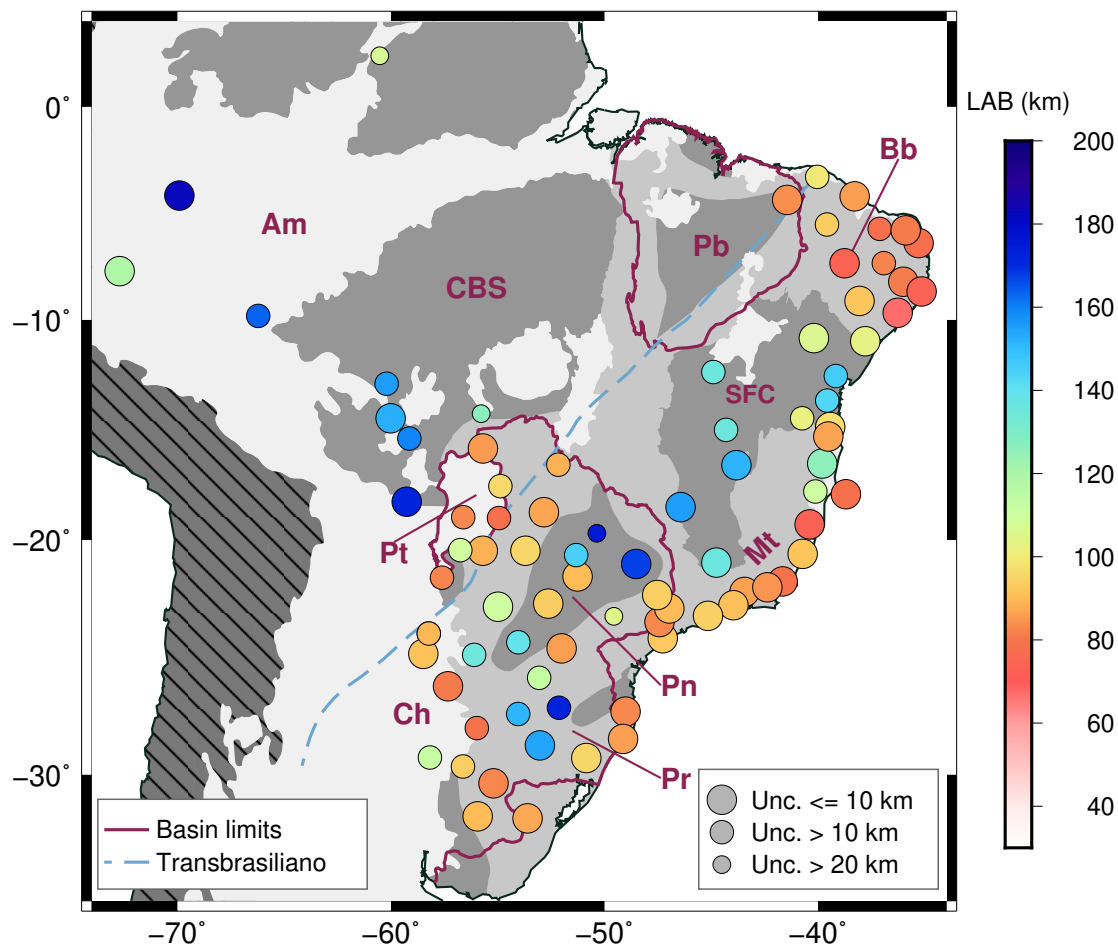 LAB (km)
0˚
−10˚
−20˚
−30˚
−70˚
−60˚
−50˚
−40˚
200
180
160
140
120
100
80
60
40
Bb
Am
Pb
CBS
SFC
Pt
Mt
Pn
Ch
Pr
Basin limits
Transbrasiliano
Unc. <= 10 km
Unc. > 10 km
Unc. > 20 km